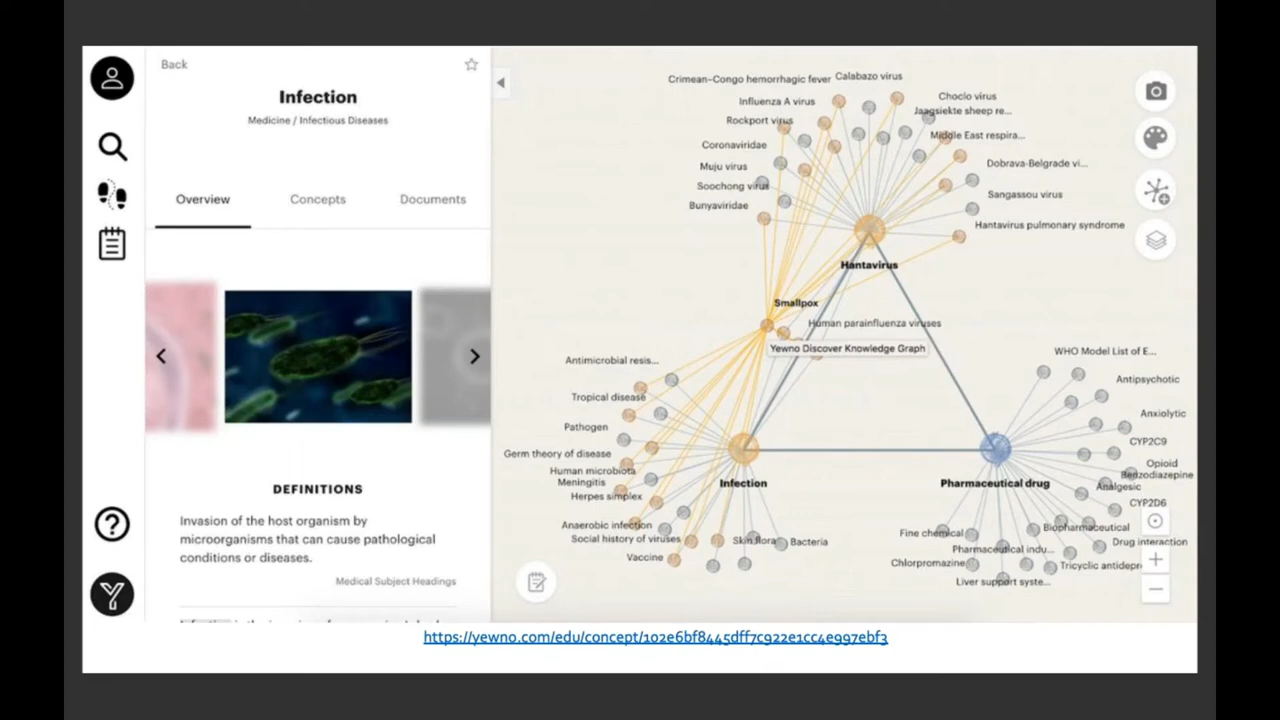 Back
Infection
Medicine / Infectious Diseases
Overview
Concepts
Documents
DEFINITIONS
Invasion of the host organism by
microorganisms that can cause pathological
conditions or diseases.
Medical Subject Headings
Crimean-Congo hemorrhagic fever
Calabazo virus
Influenza A virus
Choclo virus
Jaagsiekte sheep re...
Rockport virus
Middle East respira...
Coronaviridae
Dobrava-Belgrade vi...
Muju virus
Soochong virus
Sangassou virus
Bunyaviridae
Hantavirus pulmonary syndrome
Hantavirus
Smallpox
Human parainfluenza viruses
Yewno Discover Knowledge Graph
Antimicrobial resis...
WHO Model List of E...
Tropical disease
Antipsychotic
Pathogen
Anxiolytic
Germ theory of disease
CYP2C9
Human microbiota
Opioid
Meningitis
Benzodiazepine
Infection
Pharmaceutical drug
Analgesic
Herpes simplex
CYP2D6
Anaerobic infection
Fine chemical
Biopharmaceutical
Social history of viruses
Skin flora
Bacteria
Drug interaction
Vaccine
Pharmaceutical indu...
Chlorpromazine
Tricyclic antidepr
Liver support syste...
https://yewno.com/edu/concept/102e6bf8445dff7c922e1cc4e997ebf3